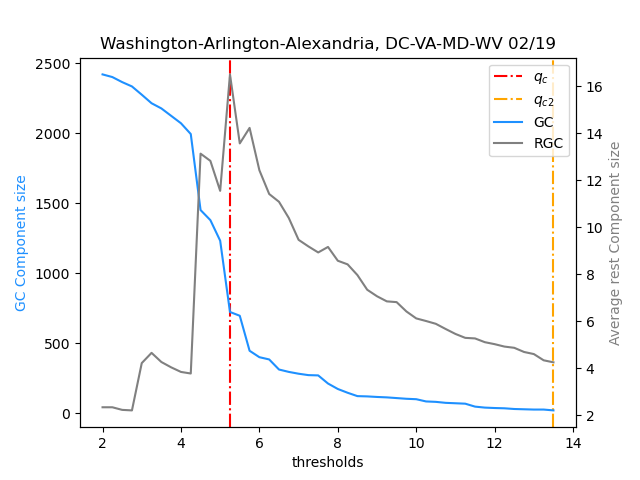 Washington-Arlington-Alexandria, DC-VA-MD-WV 02/19
GC Component size
2500
2000
1500
1000
500
0
q_c
q_c2
GC
RGC
16
14
12
10
8
6
4
2
Average rest Component size
2 4 6 8 10 12 14
thresholds